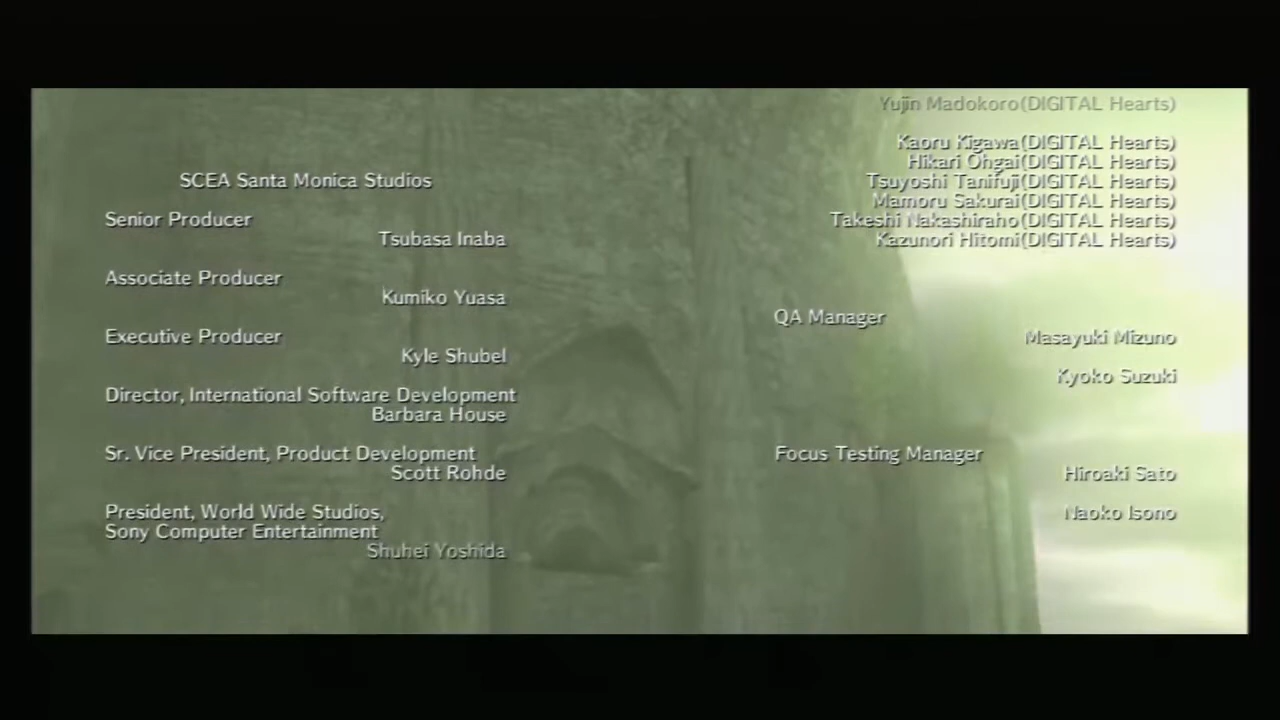 SCEA Santa Monica Studios
Senior Producer
Tsubasa Inaba
Associate Producer
Kumiko Yuasa
Executive Producer
Kyle Shubel
Director, International Software Development
Barbara House
Sr. Vice President, Product Development
Scott Rohde
President, World Wide Studios,
Sony Computer Entertainment
Shuhei Yoshida
Yujin Madokoro(DIGITAL Hearts)
Kaoru Kigawa(DIGITAL Hearts)
Hikari Ohgai(DIGITAL Hearts)
Tsuyoshi Tanifuji(DIGITAL Hearts)
Mamoru Sakurai(DIGITAL Hearts)
Takeshi Nakashiraho(DIGITAL Hearts)
Kazunori Hitomi(DIGITAL Hearts)
QA Manager
Masayuki Mizuno
Kyoko Suzuki
Focus Testing Manager
Hiroaki Sato
Naoko Isono